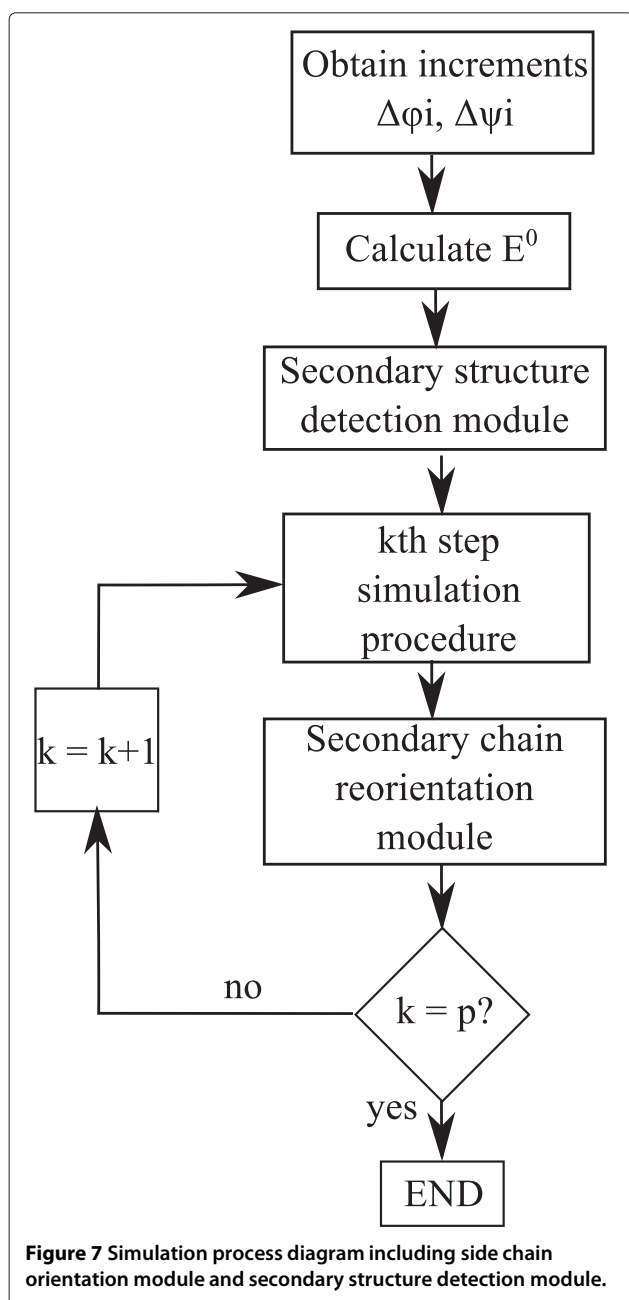 Obtain increments
Δφi, Δψi
Calculate E⁰
Secondary structure
detection module
kth step
simulation
procedure
k = k+1
Secondary chain
reorientation
module
no
k = p?
yes
END
Figure 7 Simulation process diagram including side chain
orientation module and secondary structure detection module.